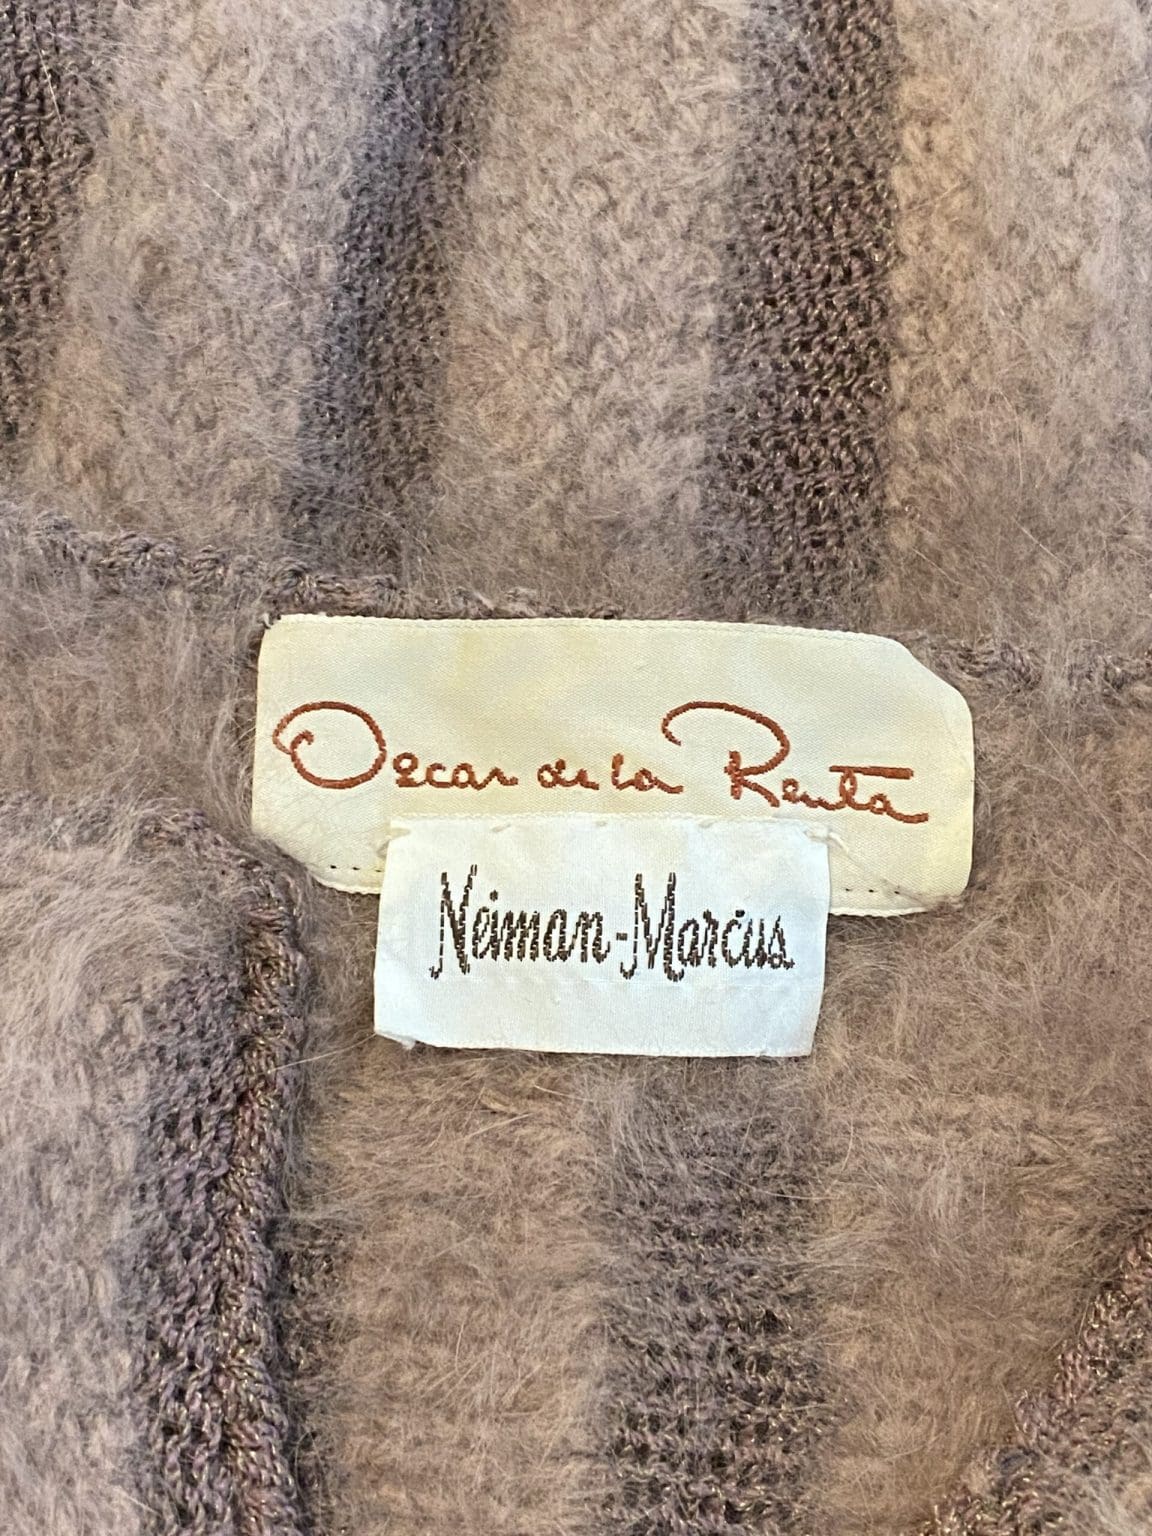 Oscar de la Renta
Neiman-Marcus